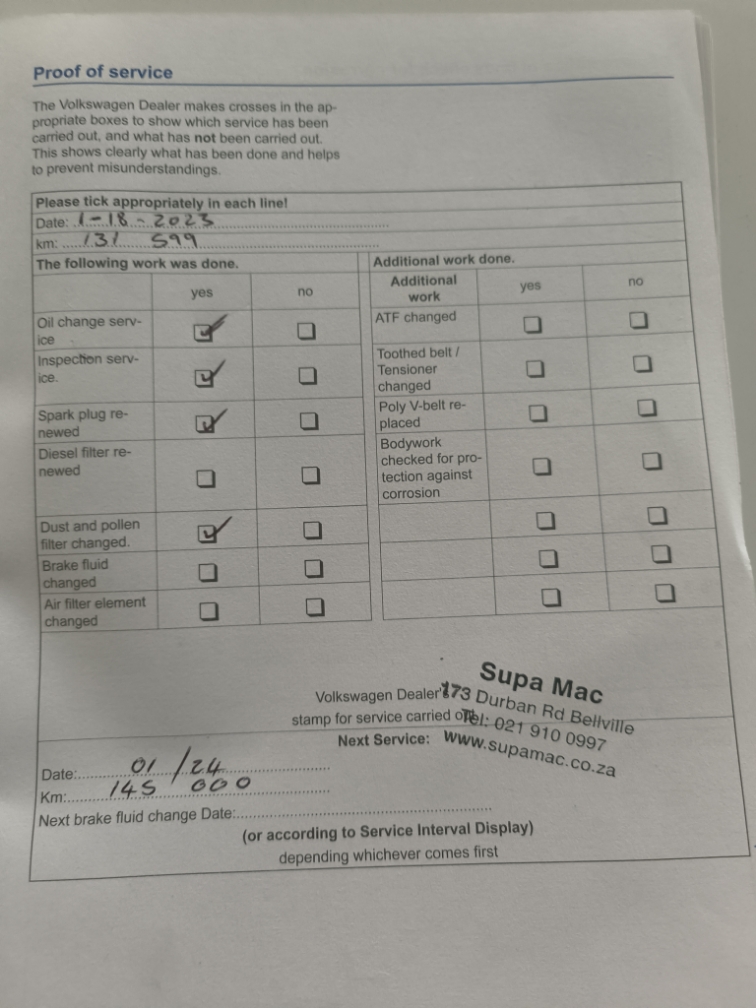 Proof of service
The Volkswagen Dealer makes crosses in the ap-
propriate boxes to show which service has been
carried out, and what has not been carried out.
This shows clearly what has been done and helps
to prevent misunderstandings.
Please tick appropriately in each line!
Date: 1-18-2023
km: 131 599
The following work was done.
yes
no
Oil change serv-
ice
Inspection serv-
ice.
Spark plug re-
newed
Diesel filter re-
newed
Dust and pollen
filter changed.
Brake fluid
changed
Air filter element
changed
Additional work done.
Additional
work
yes
no
ATF changed
Toothed belt /
Tensioner
changed
Poly V-belt re-
placed
Bodywork
checked for pro-
tection against
corrosion
Volkswagen Dealer's
stamp for service carried out:
Supa Mac
173 Durban Rd Bellville
Tel: 021 910 0997
www.supamac.co.za
Next Service:
Date: 01/24
Km: 145 000
Next brake fluid change Date:
(or according to Service Interval Display)
depending whichever comes first